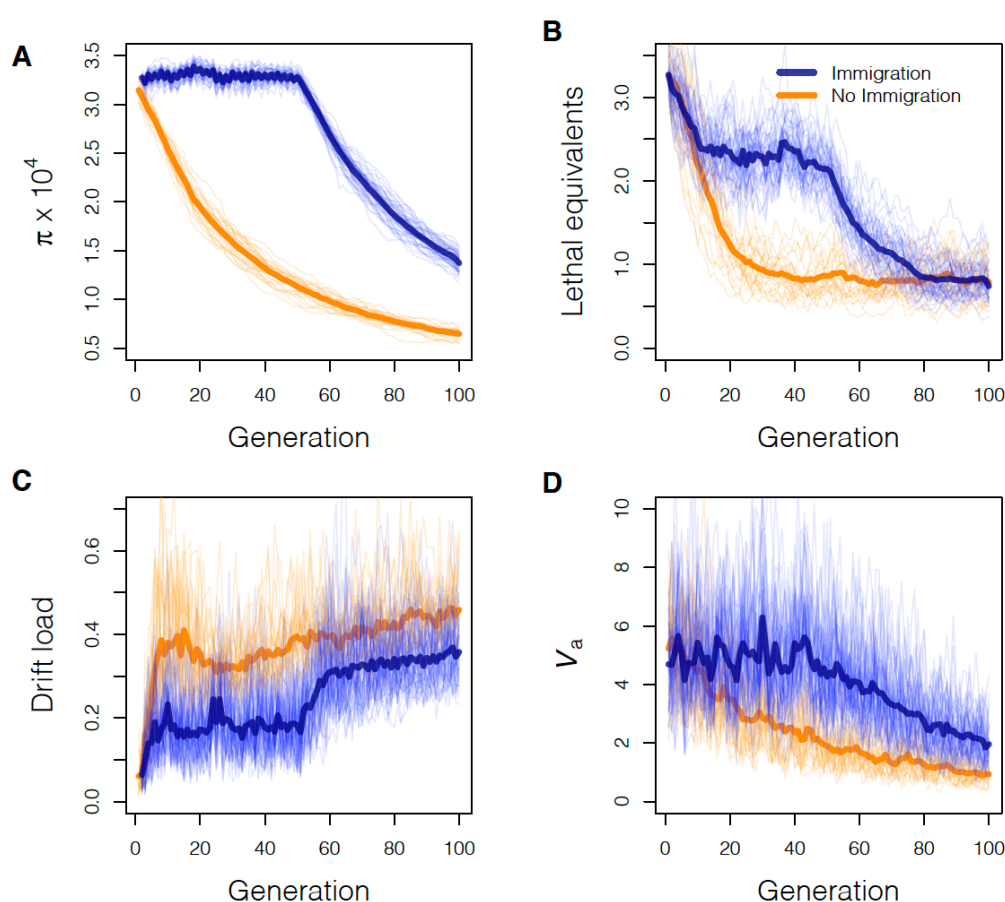 A
π x 10⁴
3.5
3.0
2.5
2.0
1.5
1.0
0.5
0 20 40 60 80 100
Generation
B
Lethal equivalents
3.0
2.0
1.0
0.0
Immigration
No Immigration
0 20 40 60 80 100
Generation
C
Drift load
0.6
0.4
0.2
0.0
0 20 40 60 80 100
Generation
D
Va
10
8
6
4
2
0
0 20 40 60 80 100
Generation